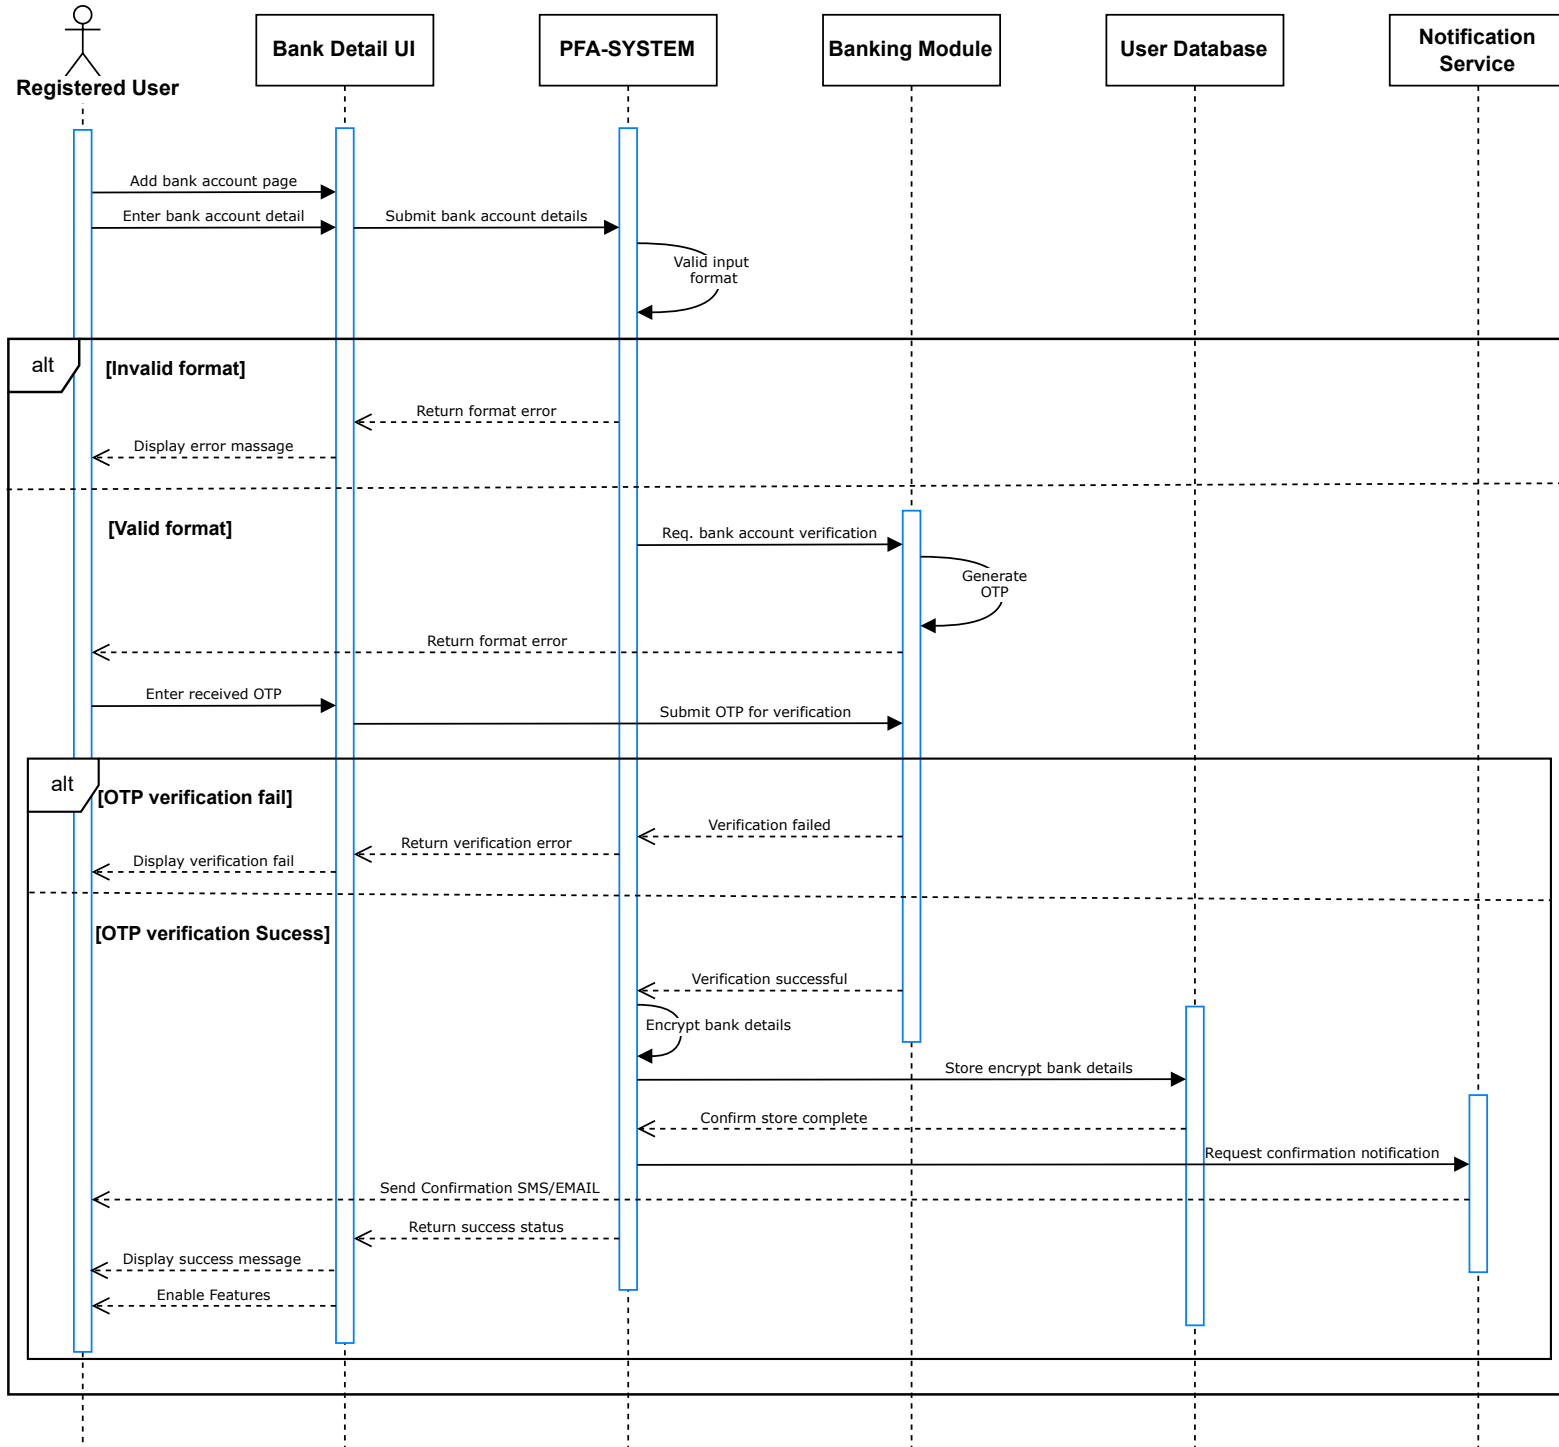 Registered User
Bank Detail UI
PFA-SYSTEM
Banking Module
User Database
Notification
Service
Add bank account page
Enter bank account detail
Submit bank account details
Valid input
format
alt
[Invalid format]
Return format error
Display error massage
[Valid format]
Req. bank account verification
Generate
OTP
Return format error
Enter received OTP
Submit OTP for verification
alt
[OTP verification fail]
Verification failed
Return verification error
Display verification fail
[OTP verification Sucess]
Verification successful
Encrypt bank details
Store encrypt bank details
Confirm store complete
Request confirmation notification
Send Confirmation SMS/EMAIL
Return success status
Display success message
Enable Features